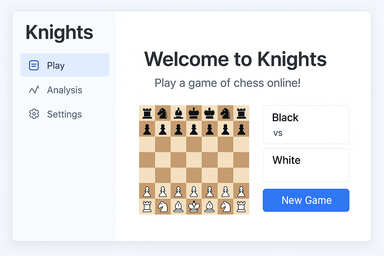 Knights
Play
Analysis
Settings
Welcome to Knights
Play a game of chess online!
Black
vs
White
New Game